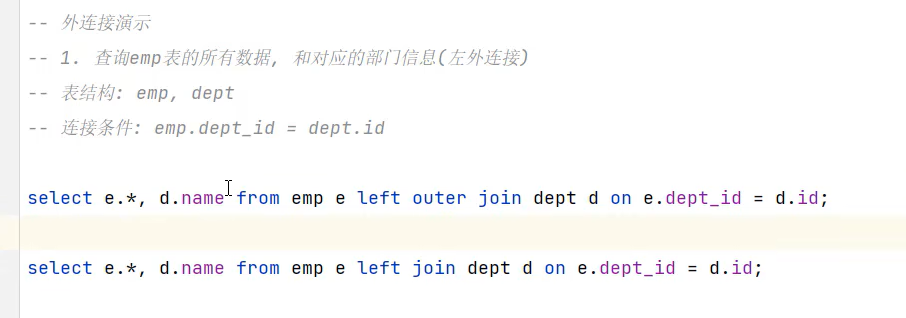 -- 外连接演示
-- 1. 查询emp表的所有数据, 和对应的部门信息(左外连接)
-- 表结构: emp, dept
-- 连接条件: emp.dept_id = dept.id
select e.*, d.name from emp e left outer join dept d on e.dept_id = d.id;
select e.*, d.name from emp e left join dept d on e.dept_id = d.id;